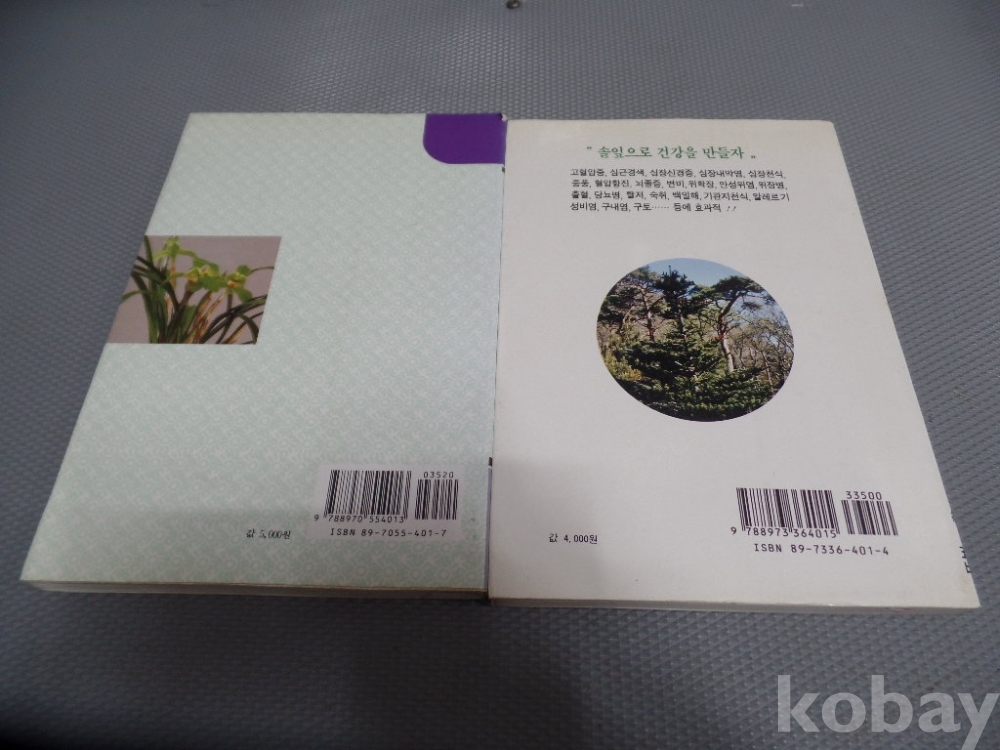 03520
9 788970 554013
값 5,000원
ISBN 89-7055-401-7
" 솔잎으로 건강을 만들자 "
고혈압증, 심근경색, 심장신경증, 심장내막염, 심장천식,
중풍, 혈압항진, 뇌졸증, 변비, 위확장, 만성위염, 위장병,
출혈, 당뇨병, 탈저, 숙취, 백일해, 기관지천식, 알레르기
성비염, 구내염, 구토…… 등에 효과적 !!
33500
9 788973 364015
값 4,000원
ISBN 89-7336-401-4
kobay